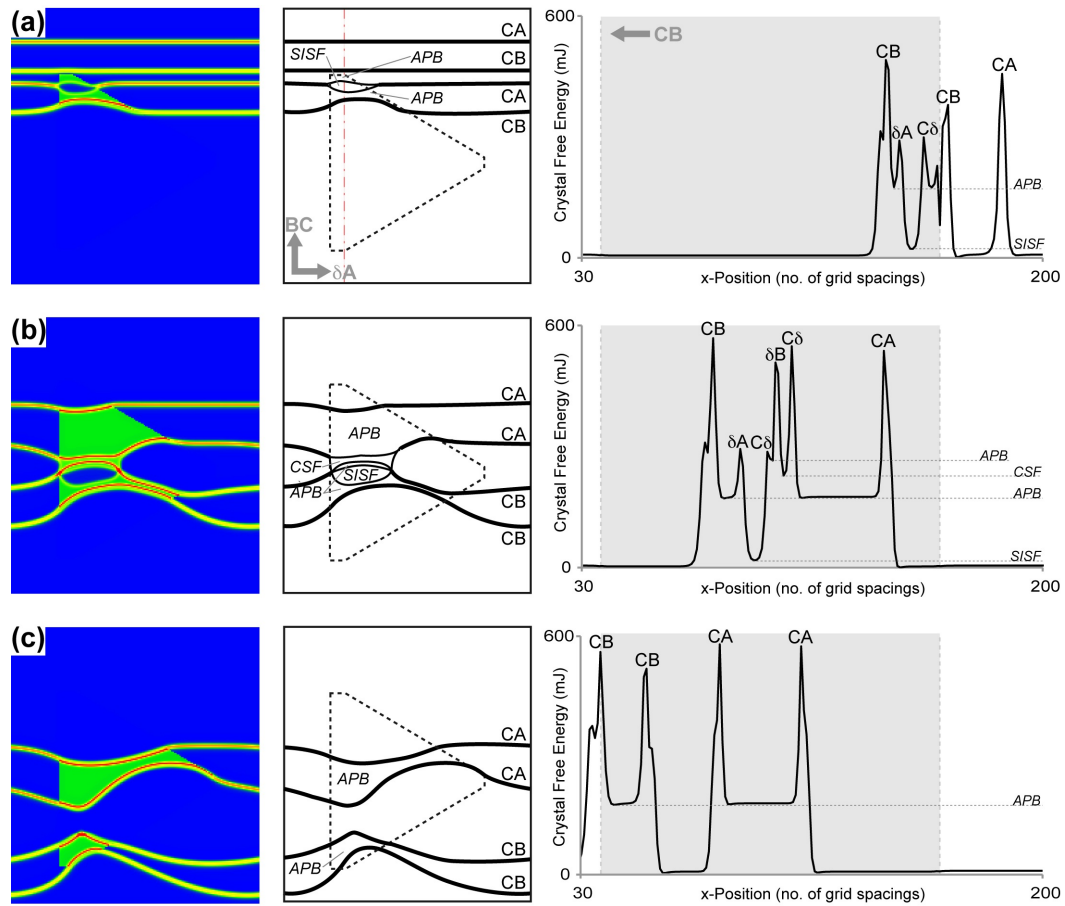 (a)
CA
CB
SISF
APB
APB
CA
CB
BC
δA
600
CB
CB
CA
CB
δA
Cδ
APB
SISF
Crystal Free Energy (mJ)
0
30
x-Position (no. of grid spacings)
200
(b)
CA
APB
CA
CSF
SISF
APB
CB
CB
600
CB
Cδ
δB
CA
δA
Cδ
APB
CSF
APB
SISF
Crystal Free Energy (mJ)
0
30
x-Position (no. of grid spacings)
200
(c)
CA
APB
CA
CB
APB
CB
600
CB
CB
CA
CA
APB
Crystal Free Energy (mJ)
0
30
x-Position (no. of grid spacings)
200